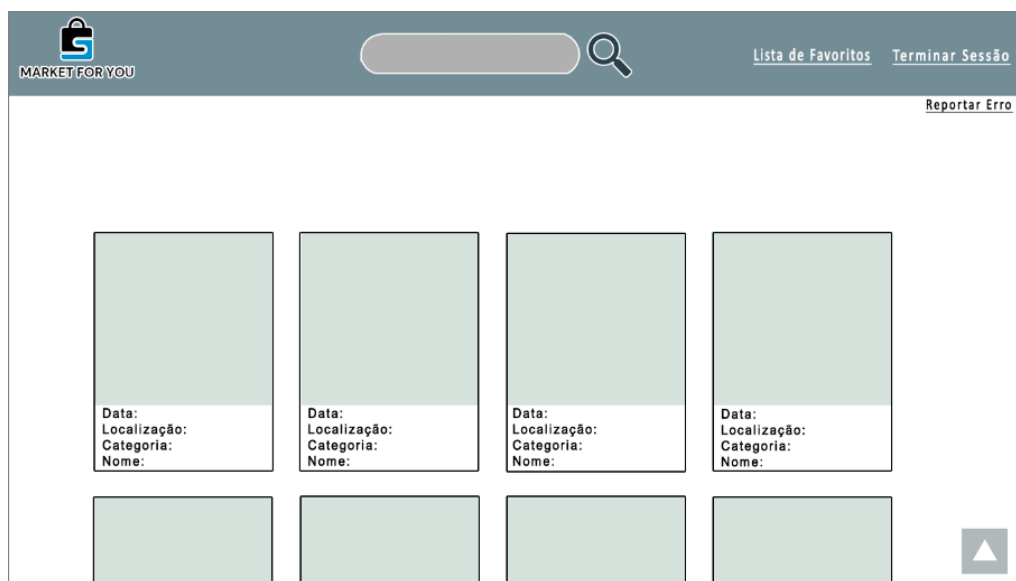 MARKET FOR YOU
Lista de Favoritos
Terminar Sessão
Reportar Erro
Data:
Localização:
Categoria:
Nome:
Data:
Localização:
Categoria:
Nome:
Data:
Localização:
Categoria:
Nome:
Data:
Localização:
Categoria:
Nome: